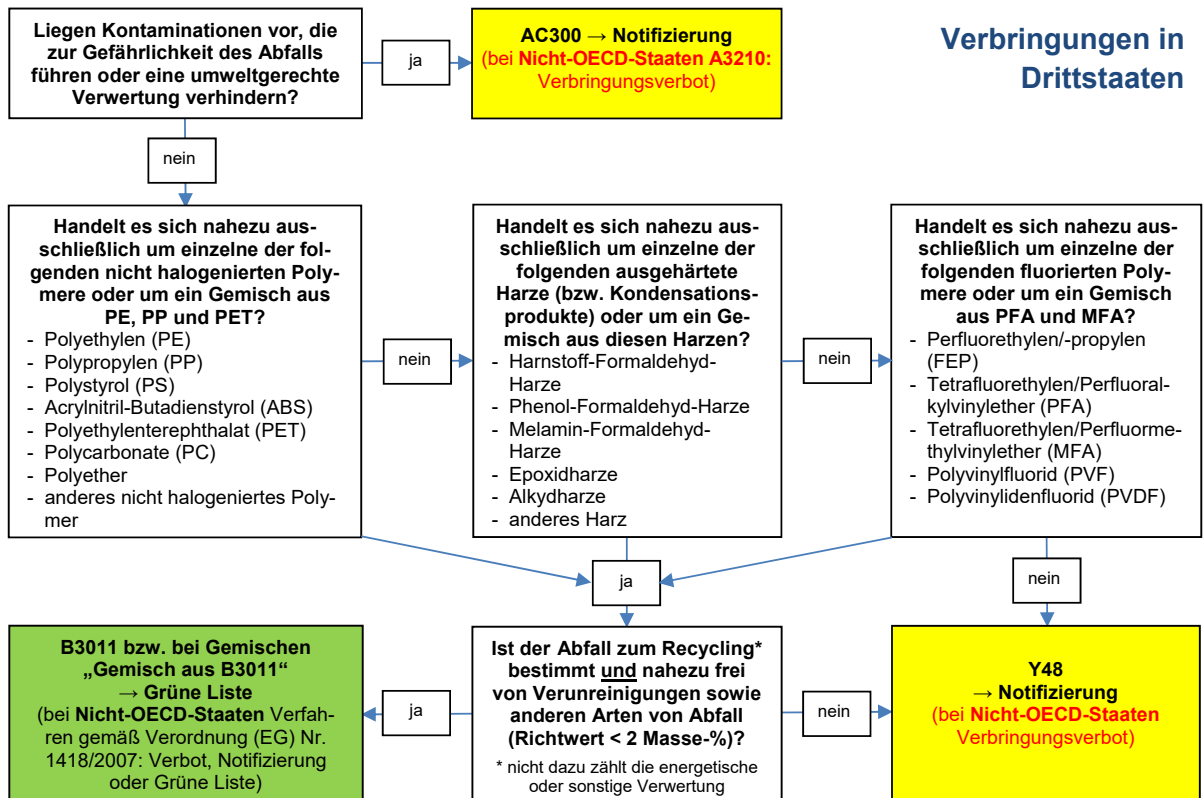 Liegen Kontaminationen vor, die
zur Gefährlichkeit des Abfalls
führen oder eine umweltgerechte
Verwertung verhindern?
ja
AC300 → Notifizierung
(bei Nicht-OECD-Staaten A3210:
Verbringungsverbot)
Verbringungen in
Drittstaaten
nein
Handelt es sich nahezu aus-
schließlich um einzelne der fol-
genden nicht halogenierten Poly-
mere oder um ein Gemisch aus
PE, PP und PET?
- Polyethylen (PE)
- Polypropylen (PP)
- Polystyrol (PS)
- Acrylnitril-Butadienstyrol (ABS)
- Polyethylenterephthalat (PET)
- Polycarbonate (PC)
- Polyether
- anderes nicht halogeniertes Poly-
mer
nein
Handelt es sich nahezu aus-
schließlich um einzelne der
folgenden ausgehärtete
Harze (bzw. Kondensations-
produkte) oder um ein Ge-
misch aus diesen Harzen?
- Harnstoff-Formaldehyd-
Harze
- Phenol-Formaldehyd-Harze
- Melamin-Formaldehyd-
Harze
- Epoxidharze
- Alkydharze
- anderes Harz
nein
Handelt es sich nahezu aus-
schließlich um einzelne der
folgenden fluorierten Poly-
mere oder um ein Gemisch
aus PFA und MFA?
- Perfluorethylen/-propylen
(FEP)
- Tetrafluorethylen/Perfluoral-
kylvinylether (PFA)
- Tetrafluorethylen/Perfluorme-
thylvinylether (MFA)
- Polyvinylfluorid (PVF)
- Polyvinylidenfluorid (PVDF)
ja
nein
B3011 bzw. bei Gemischen
„Gemisch aus B3011“
→ Grüne Liste
(bei Nicht-OECD-Staaten Verfah-
ren gemäß Verordnung (EG) Nr.
1418/2007: Verbot, Notifizierung
oder Grüne Liste)
ja
Ist der Abfall zum Recycling*
bestimmt und nahezu frei
von Verunreinigungen sowie
anderen Arten von Abfall
(Richtwert < 2 Masse-%)?
* nicht dazu zählt die energetische
oder sonstige Verwertung
nein
Y48
→ Notifizierung
(bei Nicht-OECD-Staaten
Verbringungsverbot)